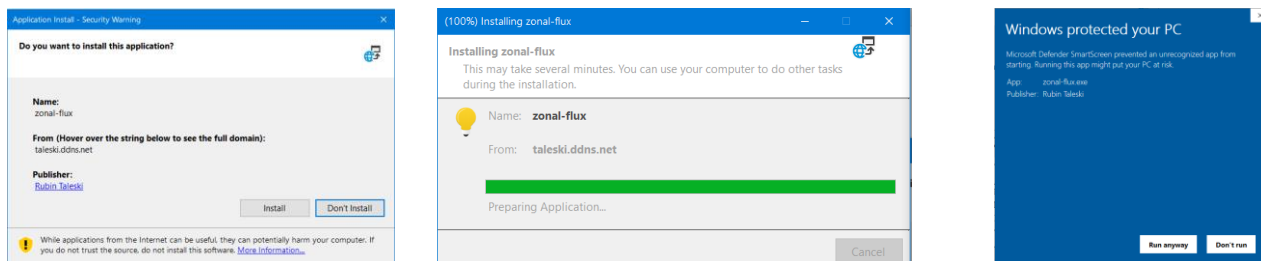 Application Install - Security Warning
Do you want to install this application?
Name:
zonal-flux
From (Hover over the string below to see the full domain):
taleski.ddns.net
Publisher:
Rubin Taleski
Install
Don't Install
While applications from the Internet can be useful, they can potentially harm your computer. If
you do not trust the source, do not install this software. More Information...
(100%) Installing zonal-flux
Installing zonal-flux
This may take several minutes. You can use your computer to do other tasks
during the installation.
Name: zonal-flux
From: taleski.ddns.net
Preparing Application...
Cancel
Windows protected your PC
Microsoft Defender SmartScreen prevented an unrecognized app from
starting. Running this app might put your PC at risk.
App: zonal-flux.exe
Publisher: Rubin Taleski
Run anyway
Don't run